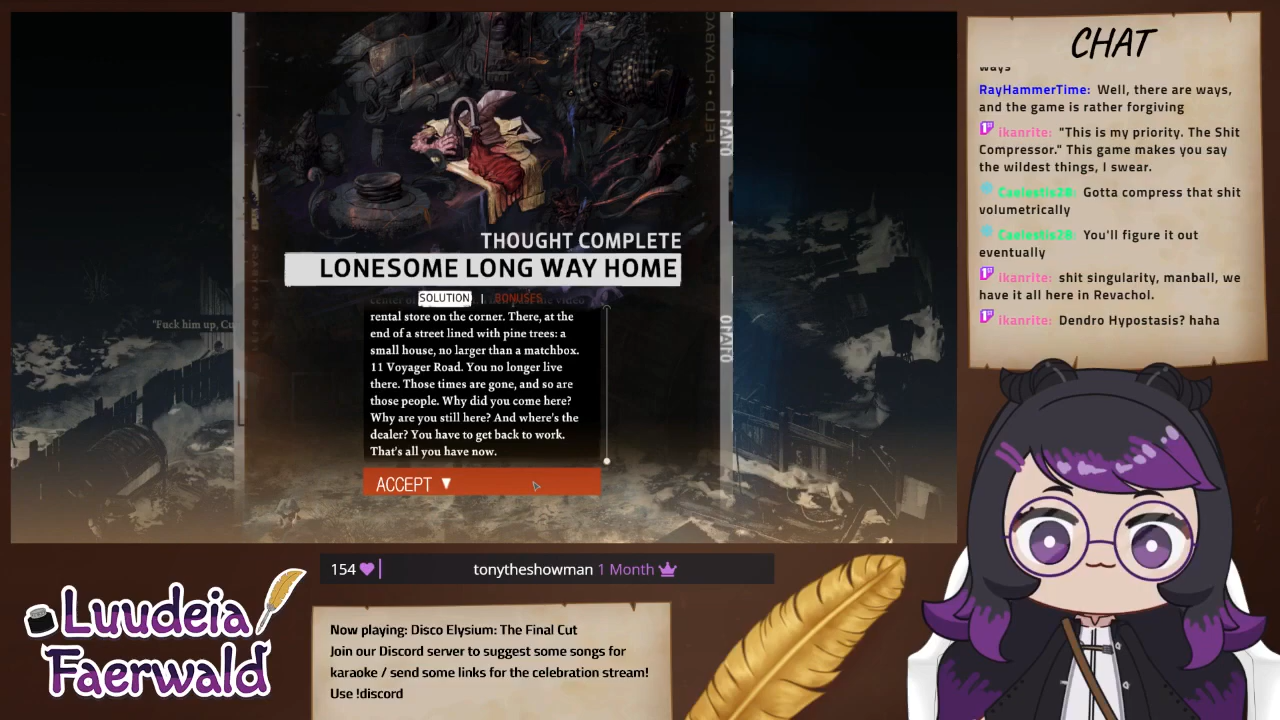 THOUGHT COMPLETE
LONESOME LONG WAY HOME
SOLUTION | BONUSES
rental store on the corner. There, at the
end of a street lined with pine trees: a
small house, no larger than a matchbox.
11 Voyager Road. You no longer live
there. Those times are gone, and so are
those people. Why did you come here?
Why are you still here? And where's the
dealer? You have to get back to work.
That's all you have now.
ACCEPT
"Fuck him up, Cu
CHAT
ways
RayHammerTime: Well, there are ways,
and the game is rather forgiving
ikanrite: "This is my priority. The Shit
Compressor." This game makes you say
the wildest things, I swear.
Caelestis28: Gotta compress that shit
volumetrically
Caelestis28: You'll figure it out
eventually
ikanrite: shit singularity, manball, we
have it all here in Revachol.
ikanrite: Dendro Hypostasis? haha
154
tonytheshowman 1 Month
Luudeia
Faerwald
Now playing: Disco Elysium: The Final Cut
Join our Discord server to suggest some songs for
karaoke / send some links for the celebration stream!
Use !discord